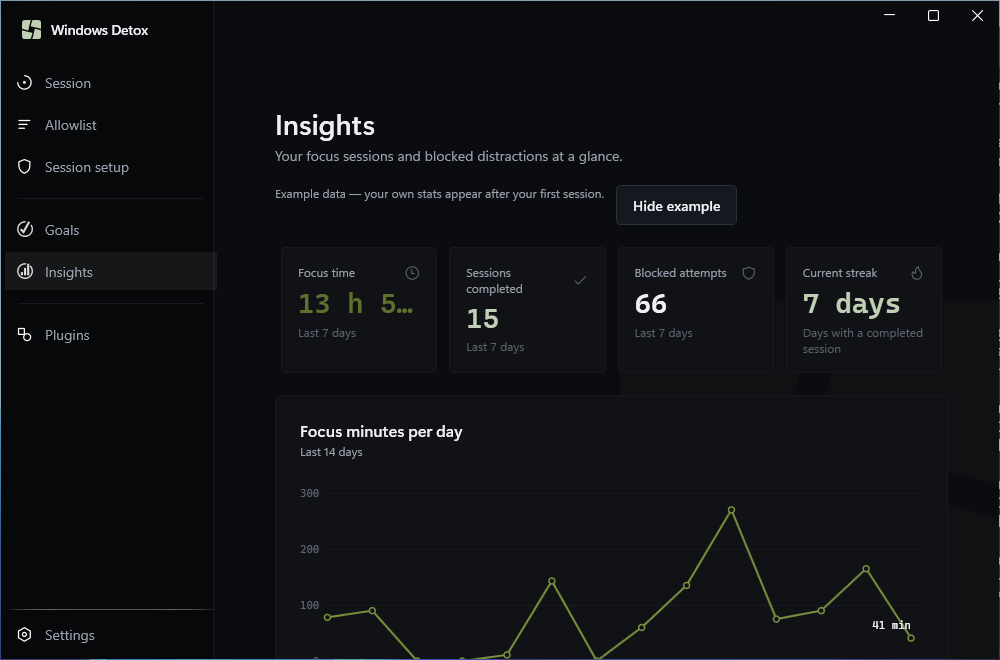 Windows Detox
Session
Allowlist
Session setup
Goals
Insights
Plugins
Settings
Insights
Your focus sessions and blocked distractions at a glance.
Example data — your own stats appear after your first session.
Hide example
Focus time
13 h 5…
Last 7 days
Sessions
completed
15
Last 7 days
Blocked attempts
66
Last 7 days
Current streak
7 days
Days with a completed
session
Focus minutes per day
Last 14 days
300
200
100
41 min